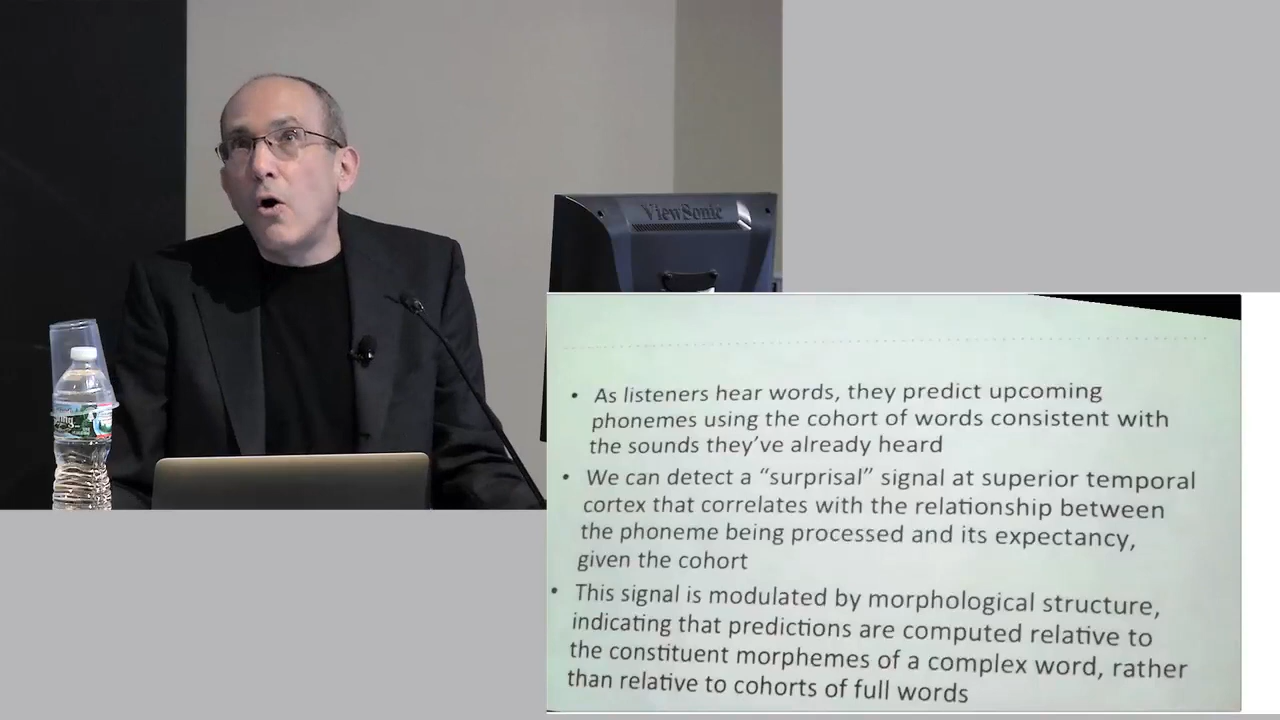 ViewSonic
• As listeners hear words, they predict upcoming
phonemes using the cohort of words consistent with
the sounds they've already heard
• We can detect a “surprisal” signal at superior temporal
cortex that correlates with the relationship between
the phoneme being processed and its expectancy,
given the cohort
• This signal is modulated by morphological structure,
indicating that predictions are computed relative to
the constituent morphemes of a complex word, rather
than relative to cohorts of full words